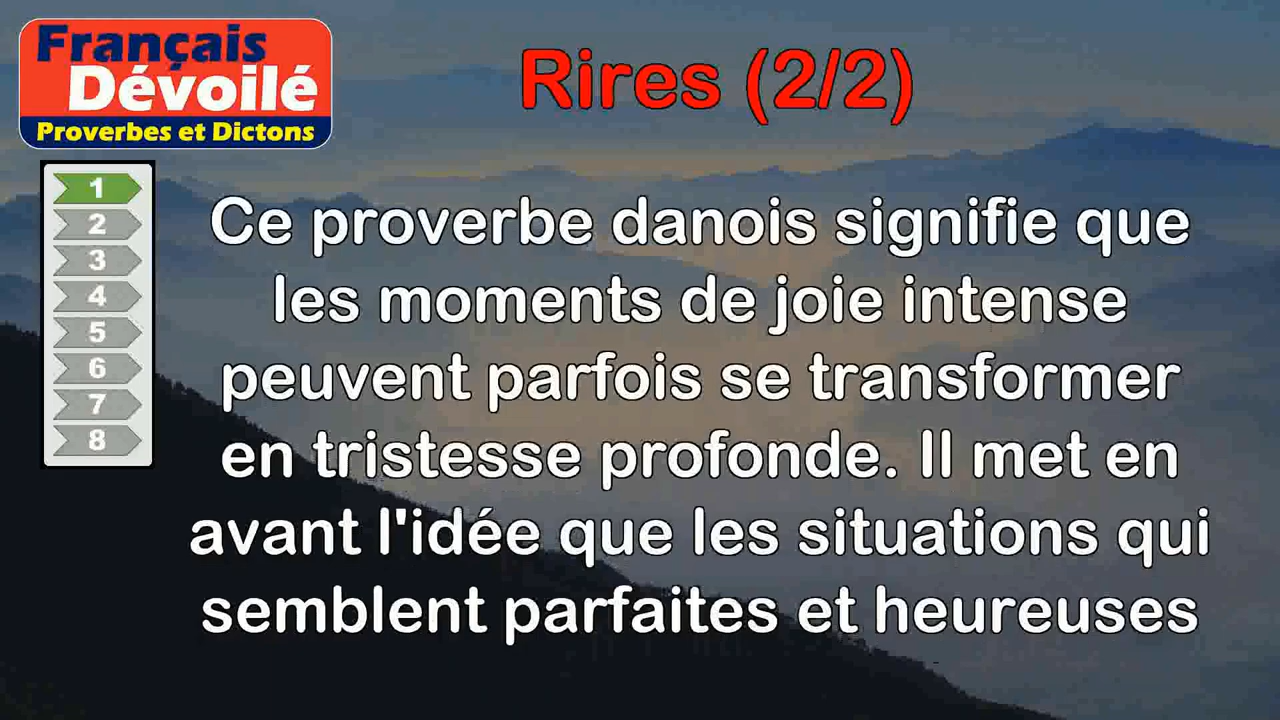 Français
Dévoilé
Proverbes et Dictons
Rires (2/2)
1
2
3
4
5
6
7
8
Ce proverbe danois signifie que
les moments de joie intense
peuvent parfois se transformer
en tristesse profonde. Il met en
avant l'idée que les situations qui
semblent parfaites et heureuses